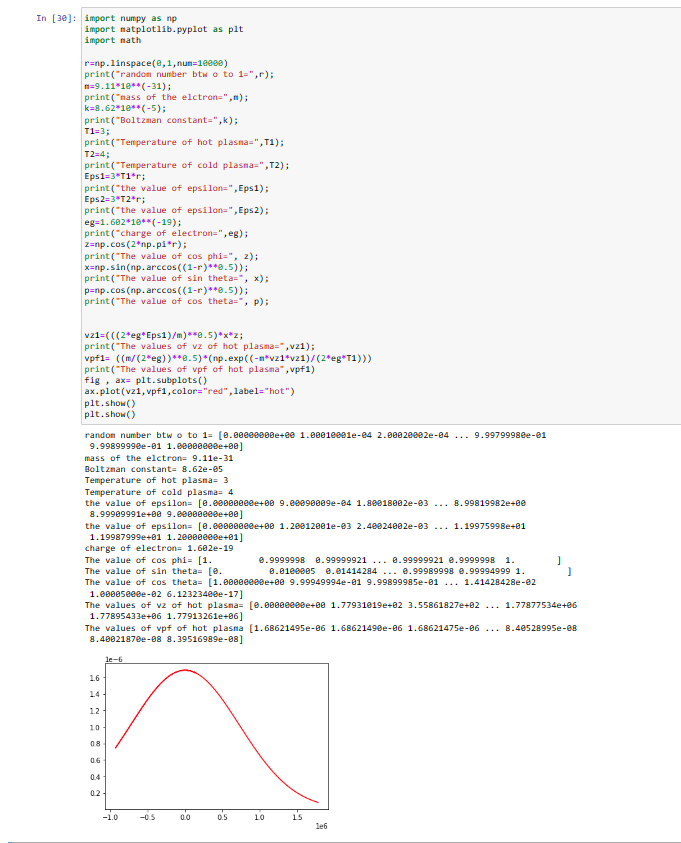 In [30]:
import numpy as np
import matplotlib.pyplot as plt
import math
r=np.linspace(0,1,num=10000)
print("random number btw o to 1=",r);
m=9.11*10**(-31);
print("mass of the elctron=",m);
k=8.62*10**(-5);
print("Boltzman constant=",k);
T1=3;
print("Temperature of hot plasma=",T1);
T2=4;
print("Temperature of cold plasma=",T2);
Eps1=3*T1*r;
print("the value of epsilon=",Eps1);
Eps2=3*T2*r;
print("the value of epsilon=",Eps2);
eg=1.602*10**(-19);
print("charge of electron=",eg);
z=np.cos(2*np.pi*r);
print("The value of cos phi=", z);
x=np.sin(np.arccos((1-r)**0.5));
print("The value of sin theta=", x);
p=np.cos(np.arccos((1-r)**0.5));
print("The value of cos theta=", p);
vz1=(((2*eg*Eps1)/m)**0.5)*x*z;
print("The values of vz of hot plasma=",vz1);
vpf1= ((m/(2*eg))**0.5)*(np.exp((-m*vz1*vz1)/(2*eg*T1)))
print("The values of vpf of hot plasma",vpf1)
fig , ax= plt.subplots()
ax.plot(vz1,vpf1,color="red",label="hot")
plt.show()
plt.show()
random number btw o to 1= [0.00000000e+00 1.00010001e-04 2.00020002e-04 ... 9.99799980e-01
9.99899990e-01 1.00000000e+00]
mass of the elctron= 9.11e-31
Boltzman constant= 8.62e-05
Temperature of hot plasma= 3
Temperature of cold plasma= 4
the value of epsilon= [0.00000000e+00 9.00090009e-04 1.80018002e-03 ... 8.99819982e+00
8.99909991e+00 9.00000000e+00]
the value of epsilon= [0.00000000e+00 1.20012001e-03 2.40024002e-03 ... 1.19975998e+01
1.19987999e+01 1.20000000e+01]
charge of electron= 1.602e-19
The value of cos phi= [1. 0.9999998 0.99999921 ... 0.99999921 0.9999998 1. ]
The value of sin theta= [0. 0.0100005 0.01414284 ... 0.99989998 0.99994999 1. ]
The value of cos theta= [1.00000000e+00 9.99949994e-01 9.99899985e-01 ... 1.41428428e-02
1.00005000e-02 6.12323400e-17]
The values of vz of hot plasma= [0.00000000e+00 1.77931019e+02 3.55861827e+02 ... 1.77877534e+06
1.77895433e+06 1.77913261e+06]
The values of vpf of hot plasma [1.68621495e-06 1.68621490e-06 1.68621475e-06 ... 8.40528995e-08
8.40021870e-08 8.39516989e-08]
1e-6
1.6
1.4
1.2
1.0
0.8
0.6
0.4
0.2
−1.0 −0.5 0.0 0.5 1.0 1.5
1e6